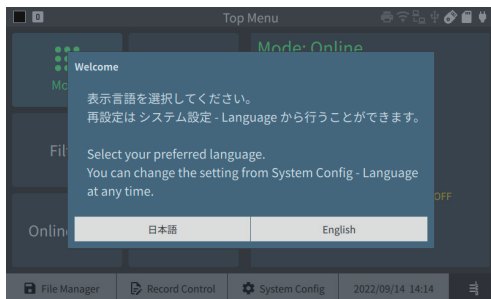 0
Top Menu
Mode: Online
Welcome
表示言語を選択してください。
再設定は システム設定 - Language から行うことができます。
Select your preferred language.
You can change the setting from System Config - Language
at any time.
OFF
Online
日本語
English
File Manager
Record Control
System Config
2022/09/14 14:14